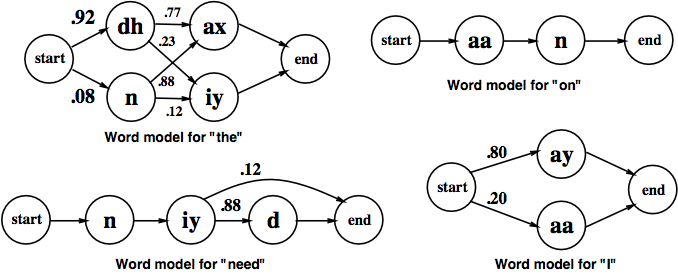 .92
dh
.77
ax
start
.23
end
.08
n
.88
iy
.12
Word model for "the"
start
aa
n
end
Word model for "on"
start
n
iy
.12
.88
d
end
Word model for "need"
start
.80
ay
.20
aa
end
Word model for "I"